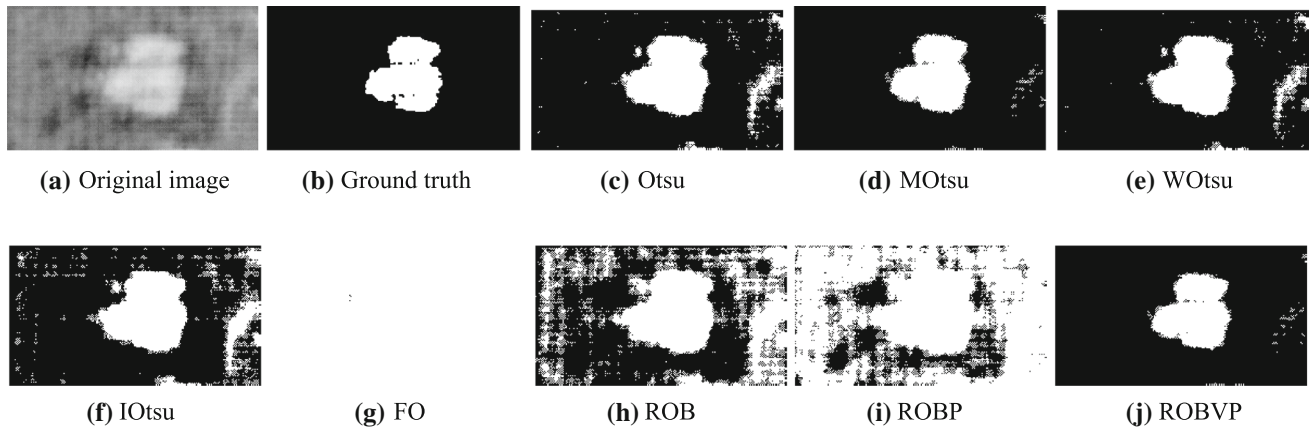 (a) Original image (b) Ground truth (c) Otsu (d) MOtsu (e) WOtsu
(f) IOtsu (g) FO (h) ROB (i) ROBP (j) ROBVP